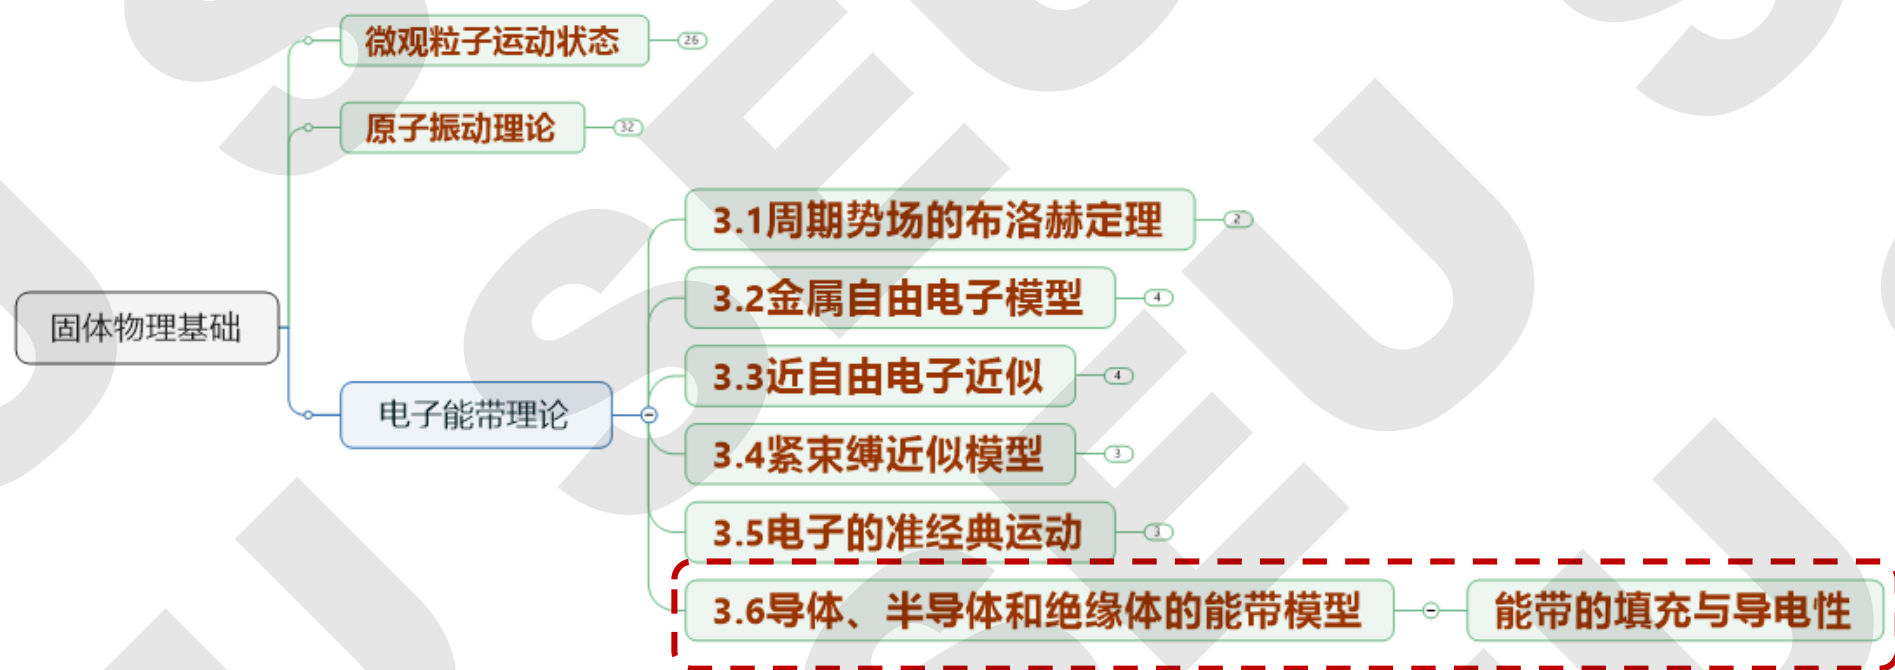 微观粒子运动状态
26
原子振动理论
32
3.1周期势场的布洛赫定理
2
3.2金属自由电子模型
4
固体物理基础
3.3近自由电子近似
4
电子能带理论
3.4紧束缚近似模型
3
3.5电子的准经典运动
3
3.6导体、半导体和绝缘体的能带模型
能带的填充与导电性
SEU
SEU